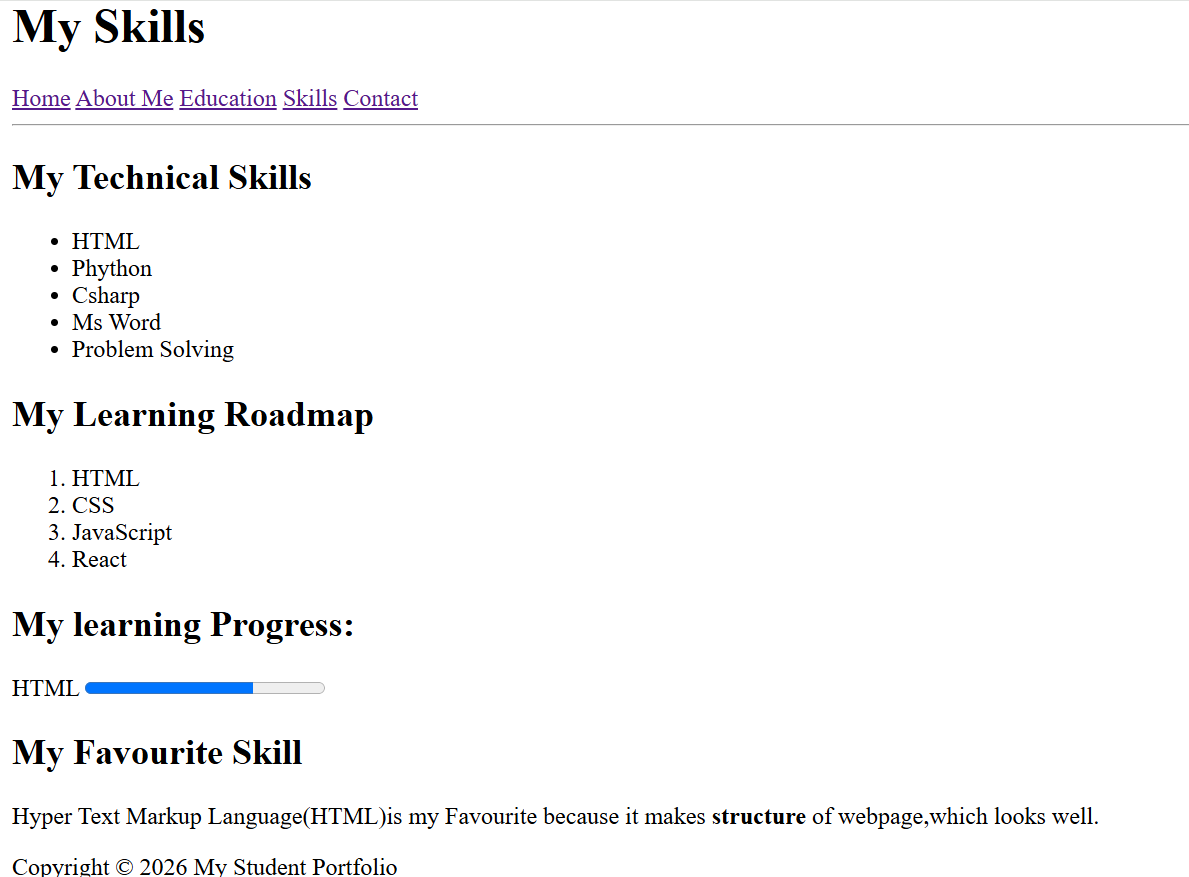 My Skills
Home About Me Education Skills Contact
My Technical Skills
• HTML
• Phython
• Csharp
• Ms Word
• Problem Solving
My Learning Roadmap
1. HTML
2. CSS
3. JavaScript
4. React
My learning Progress:
HTML
My Favourite Skill
Hyper Text Markup Language(HTML)is my Favourite because it makes structure of webpage,which looks well.
Copyright © 2026 My Student Portfolio